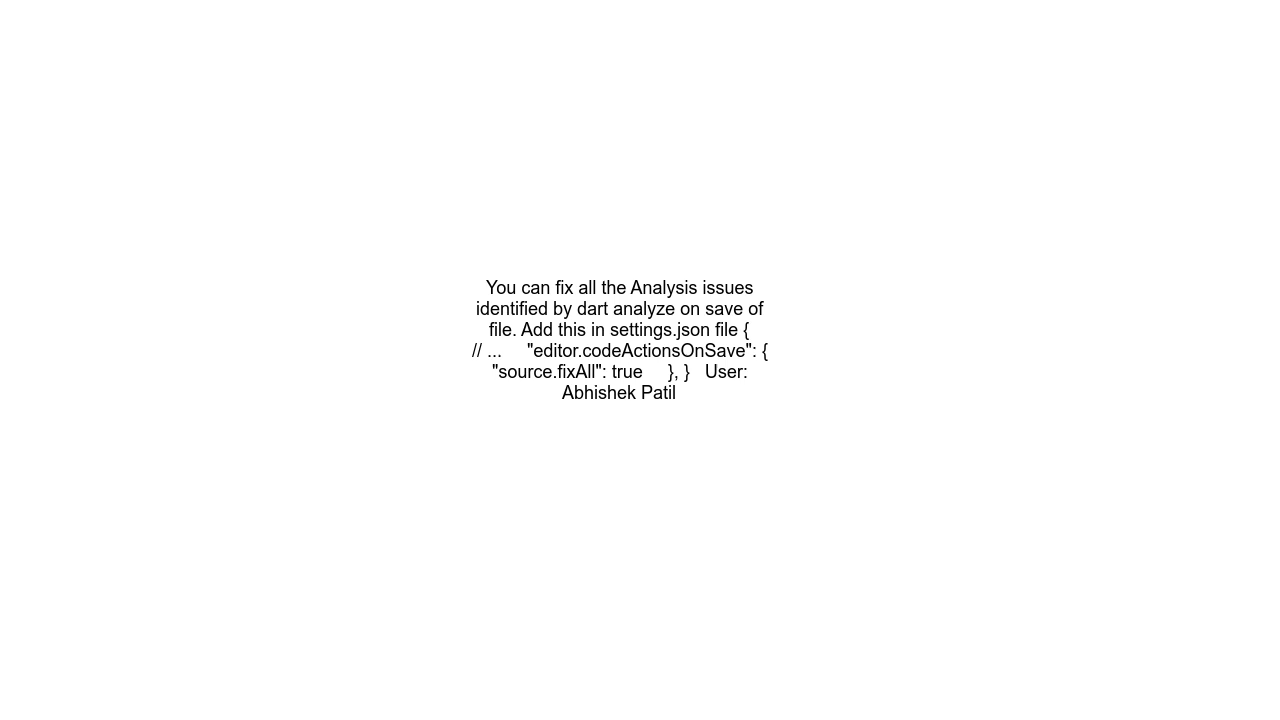 You can fix all the Analysis issues
identified by dart analyze on save of
file. Add this in settings.json file {
// ...     "editor.codeActionsOnSave": {
"source.fixAll": true     }, }   User:
Abhishek Patil